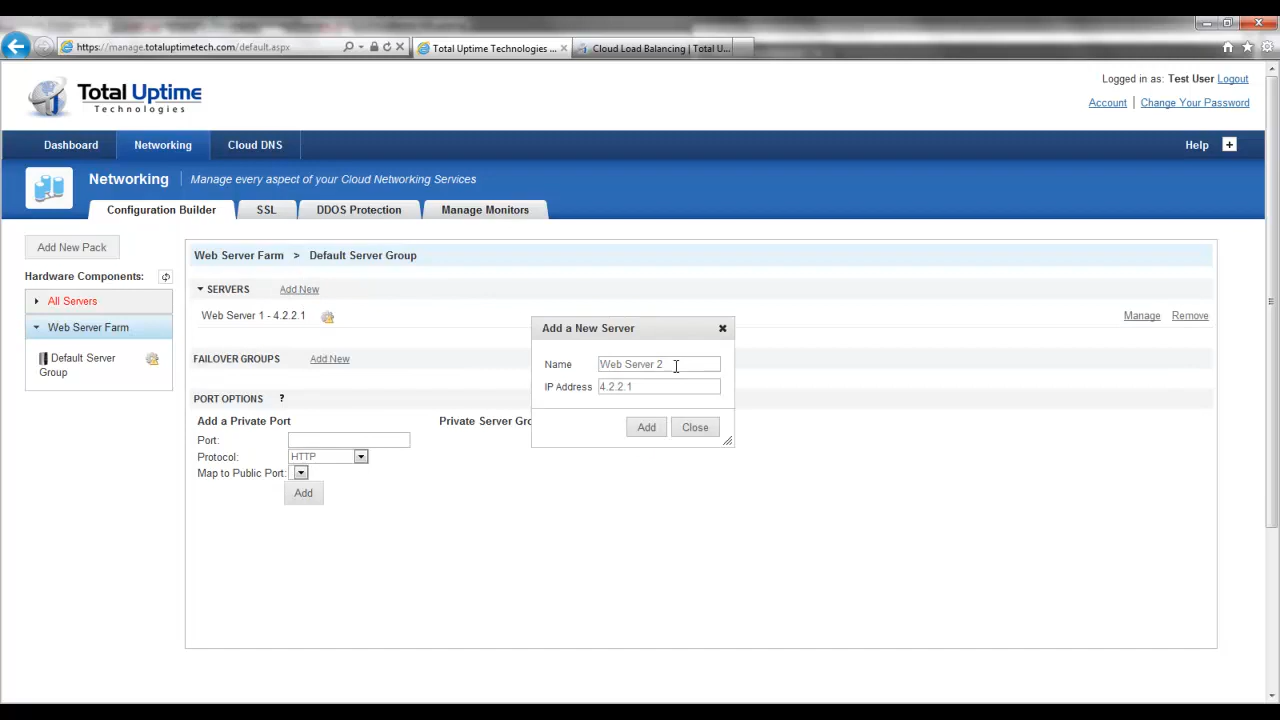 https://manage.totaluptimetech.com/default.aspx
Total Uptime Technologies ...
Cloud Load Balancing | Total U...
Logged in as: Test User Logout
Total Uptime
Technologies
Account | Change Your Password
Dashboard
Networking
Cloud DNS
Help +
Networking | Manage every aspect of your Cloud Networking Services
Configuration Builder
SSL
DDOS Protection
Manage Monitors
Add New Pack
Hardware Components:
All Servers
Web Server Farm
Default Server
Group
Web Server Farm > Default Server Group
SERVERS Add New
Web Server 1 - 4.2.2.1
Manage Remove
FAILOVER GROUPS Add New
PORT OPTIONS ?
Add a Private Port
Private Server Gro
Port:
Protocol: HTTP
Map to Public Port:
Add
Add a New Server
Name Web Server 2
IP Address 4.2.2.1
Add Close